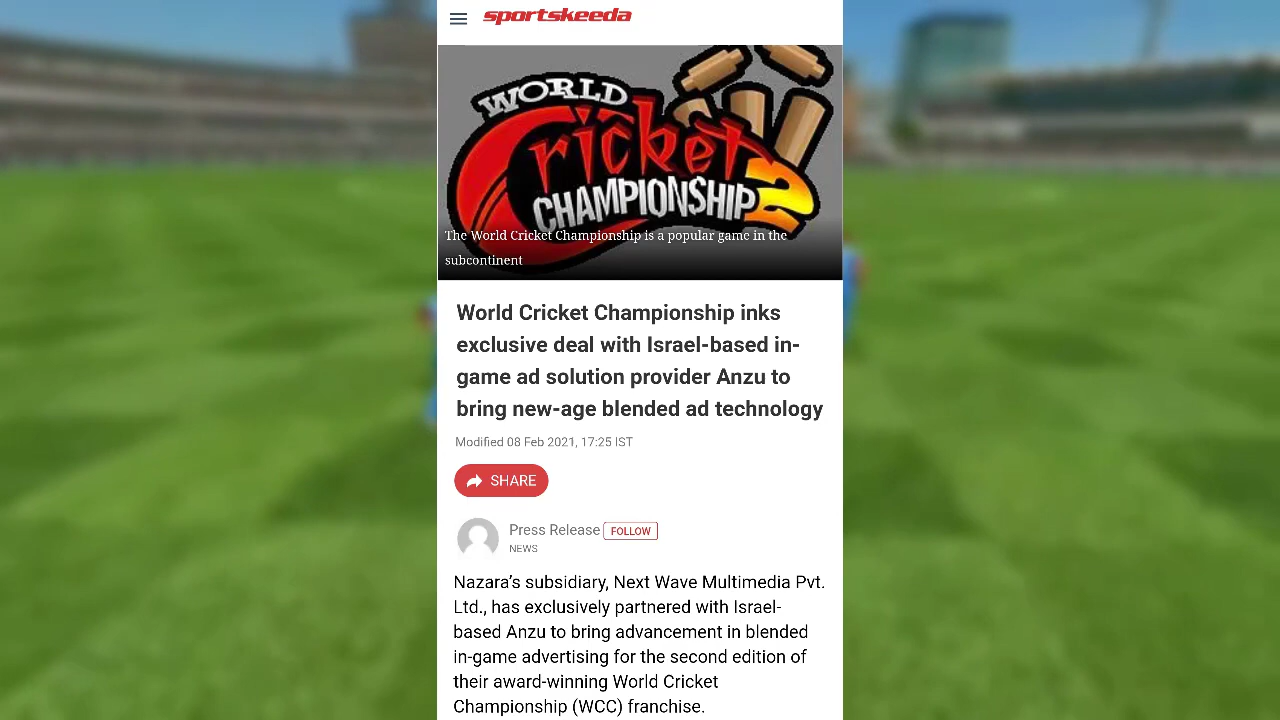 sportskeeda
WORLD
Cricket
CHAMPIONSHIP 2
The World Cricket Championship is a popular game in the
subcontinent
World Cricket Championship inks
exclusive deal with Israel-based in-
game ad solution provider Anzu to
bring new-age blended ad technology
Modified 08 Feb 2021, 17:25 IST
SHARE
Press Release FOLLOW
NEWS
Nazara’s subsidiary, Next Wave Multimedia Pvt.
Ltd., has exclusively partnered with Israel-
based Anzu to bring advancement in blended
in-game advertising for the second edition of
their award-winning World Cricket
Championship (WCC) franchise.